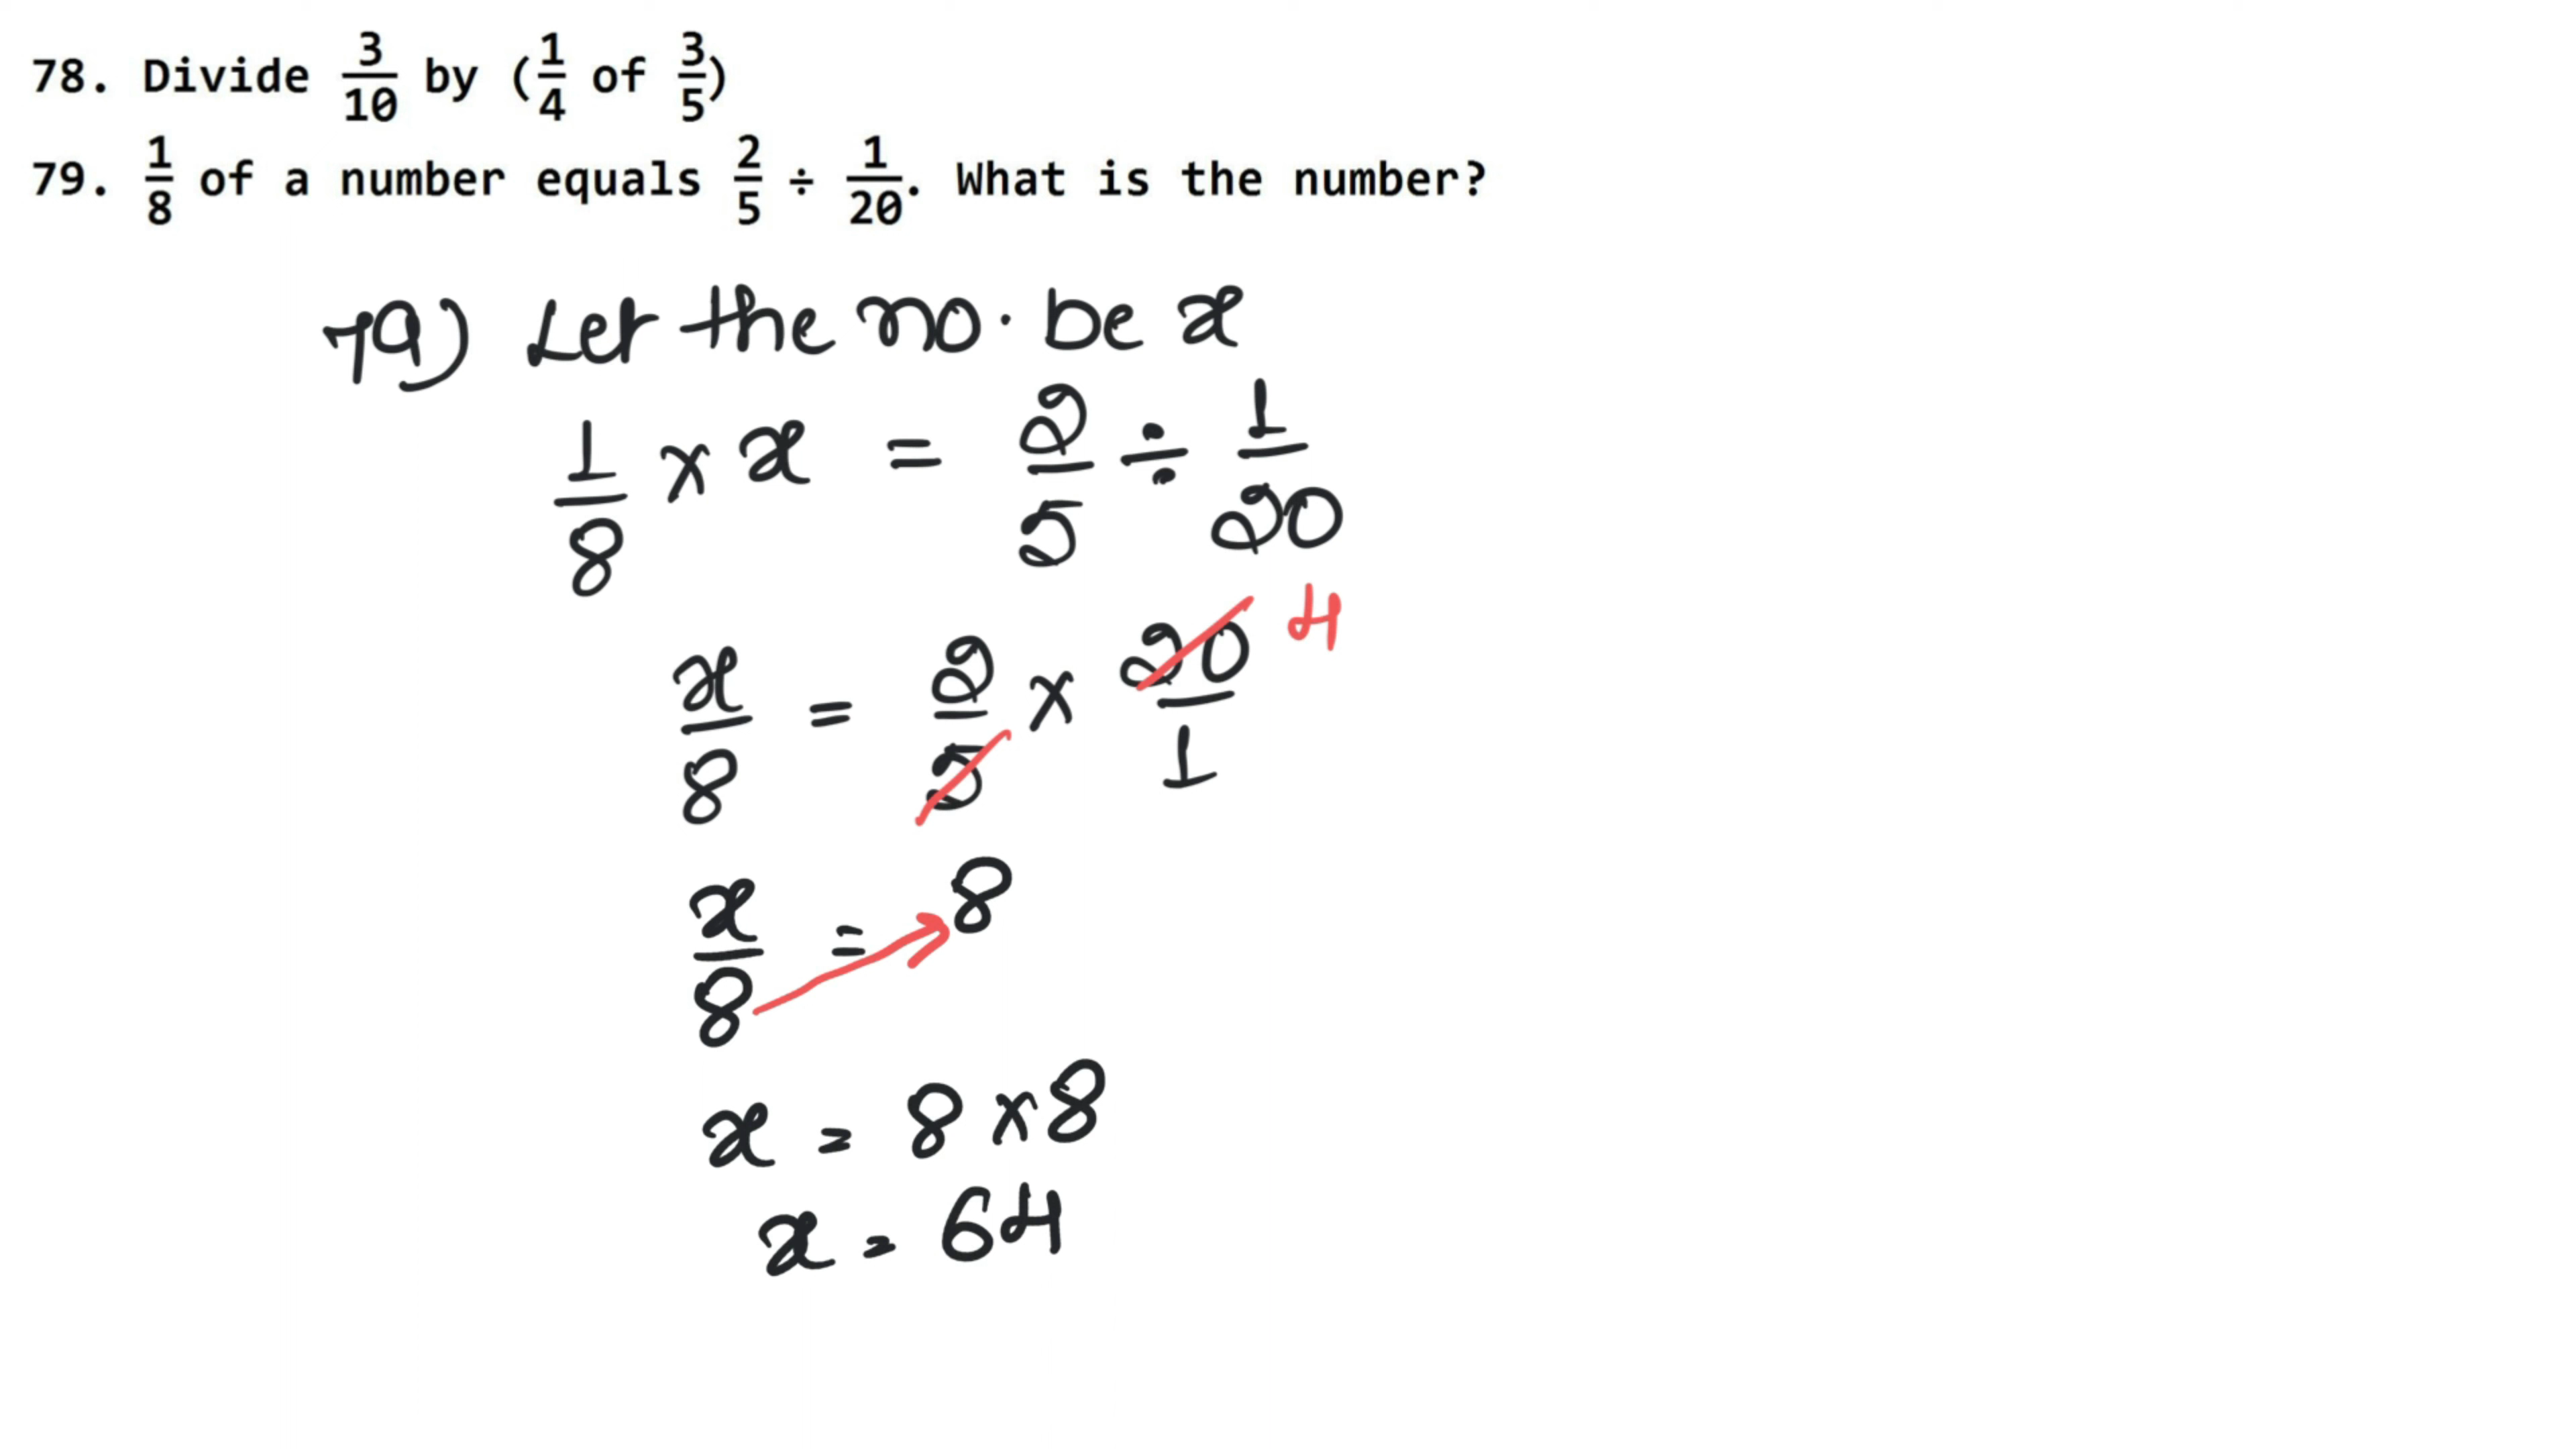 78. Divide 3/10 by (1/4 of 3/5)
79. 1/8 of a number equals 2/5 ÷ 1/20. What is the number?
79) Let the no. be x
1/8 × x = 2/5 ÷ 1/20
x/8 = 2/5 × 20/1 4
x/8 = 8
x = 8 × 8
x = 64